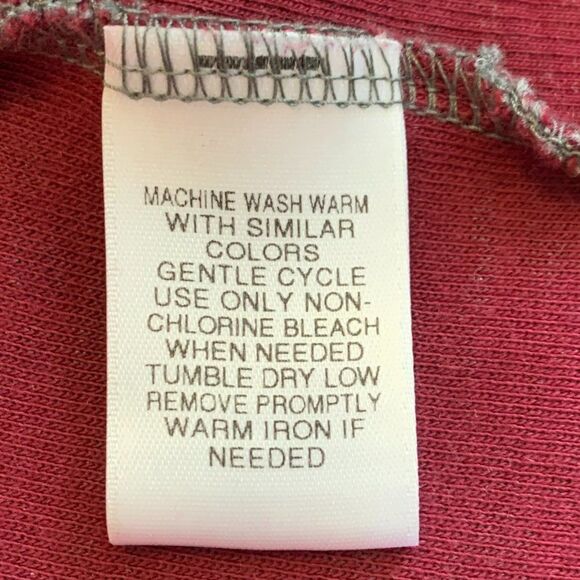 MACHINE WASH WARM
WITH SIMILAR
COLORS
GENTLE CYCLE
USE ONLY NON-
CHLORINE BLEACH
WHEN NEEDED
TUMBLE DRY LOW
REMOVE PROMPTLY
WARM IRON IF
NEEDED